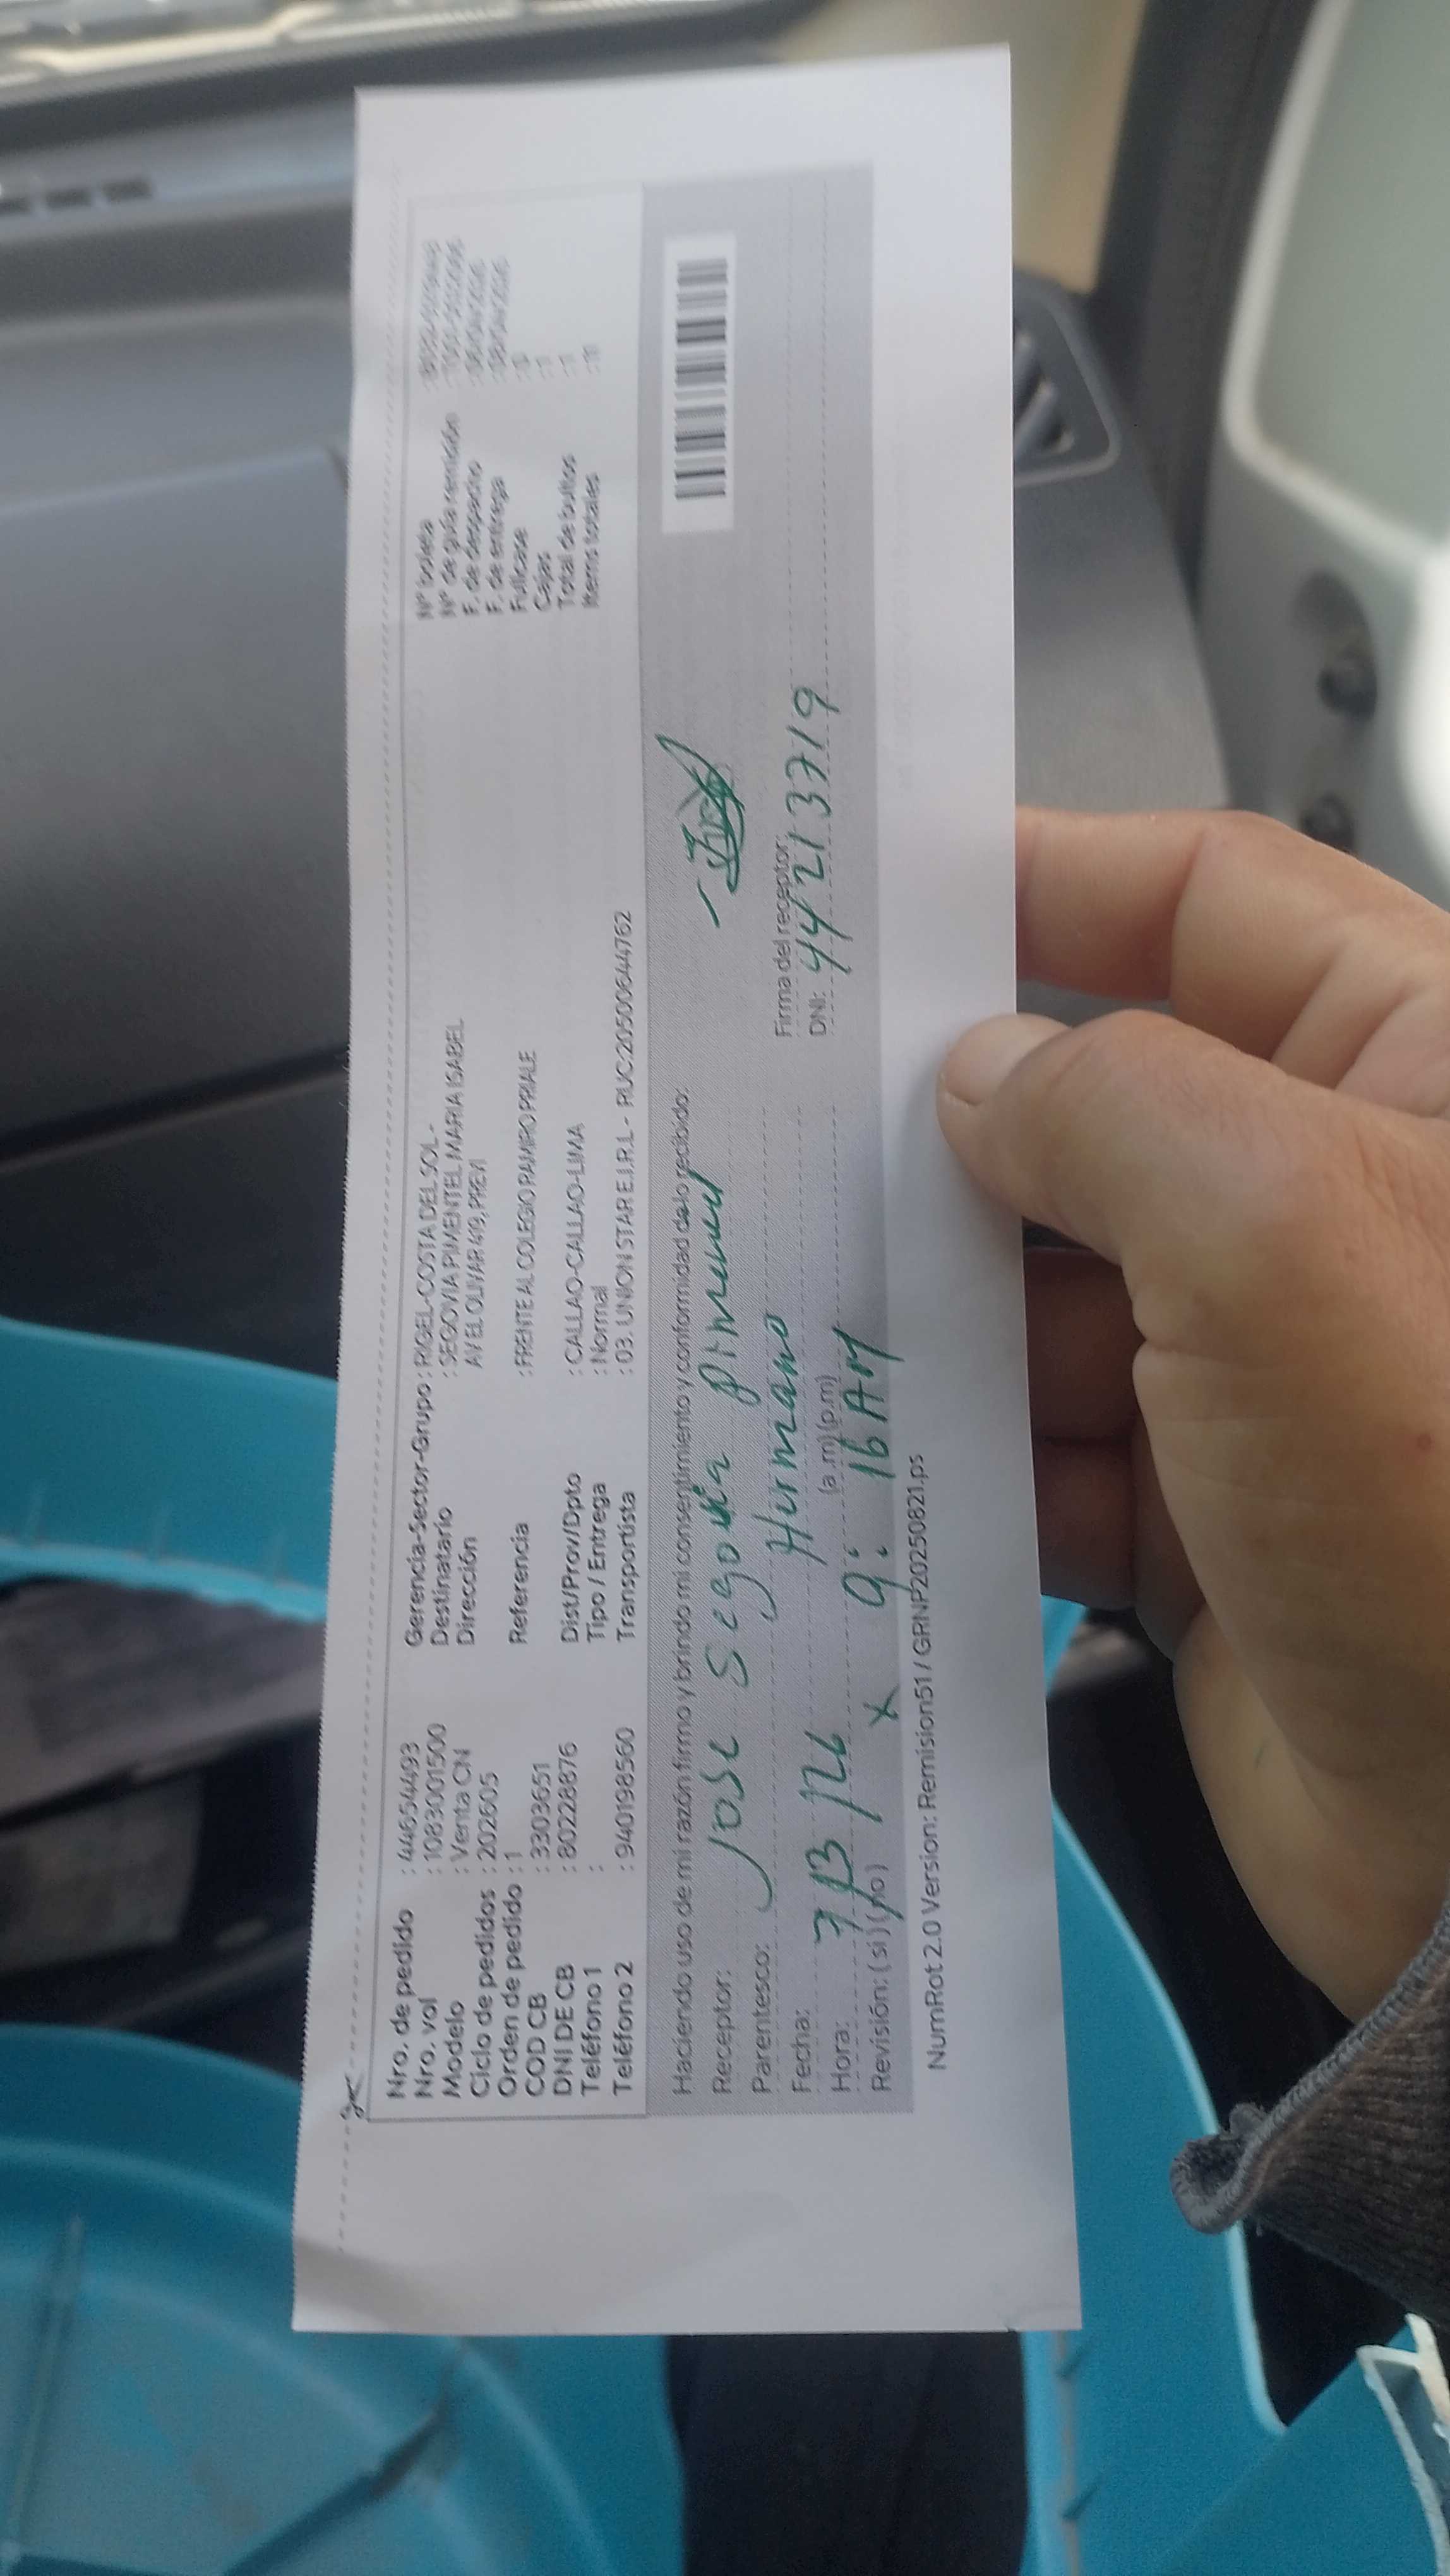 Nro. de pedido : 44654493
Nro. vol : 1083001500
Modelo : Venta CN
Ciclo de pedidos : 202605
Orden de pedido : 1
COD CB : 3303651
DNI DE CB : 80228876
Teléfono 1 :
Teléfono 2 : 940198560
Gerencia-Sector-Grupo : RIGEL-COSTA DEL SOL -
Destinatario : SEGOVIA PIMENTEL MARIA ISABEL
Dirección AV EL OLIVAR 419, PREVI
Referencia : FRENTE AL COLEGIO RAMIRO PRIALE
Dist/Prov/Dpto : CALLAO-CALLAO-LIMA
Tipo / Entrega : Normal
Transportista : 03. UNION STAR E.I.R.L - RUC:20500644762
N° boleta
N° de guía remisión
F. de despacho
F. de entrega
Fullcase
Cajas
Total de bultos
Items totales
Haciendo uso de mi razón firmo y brindo mi consentimiento y conformidad de lo recibido:
Receptor: Jose Segovia
Parentesco: Hermano
Fecha: 7/3/26
Hora: 9:16 AM (a.m) (p.m)
Revisión: ( si ) ( no ) x
Firma del receptor:
DNI: 44213719
NumRot 2.0 Version: Remision51 / GRNP20250821.ps